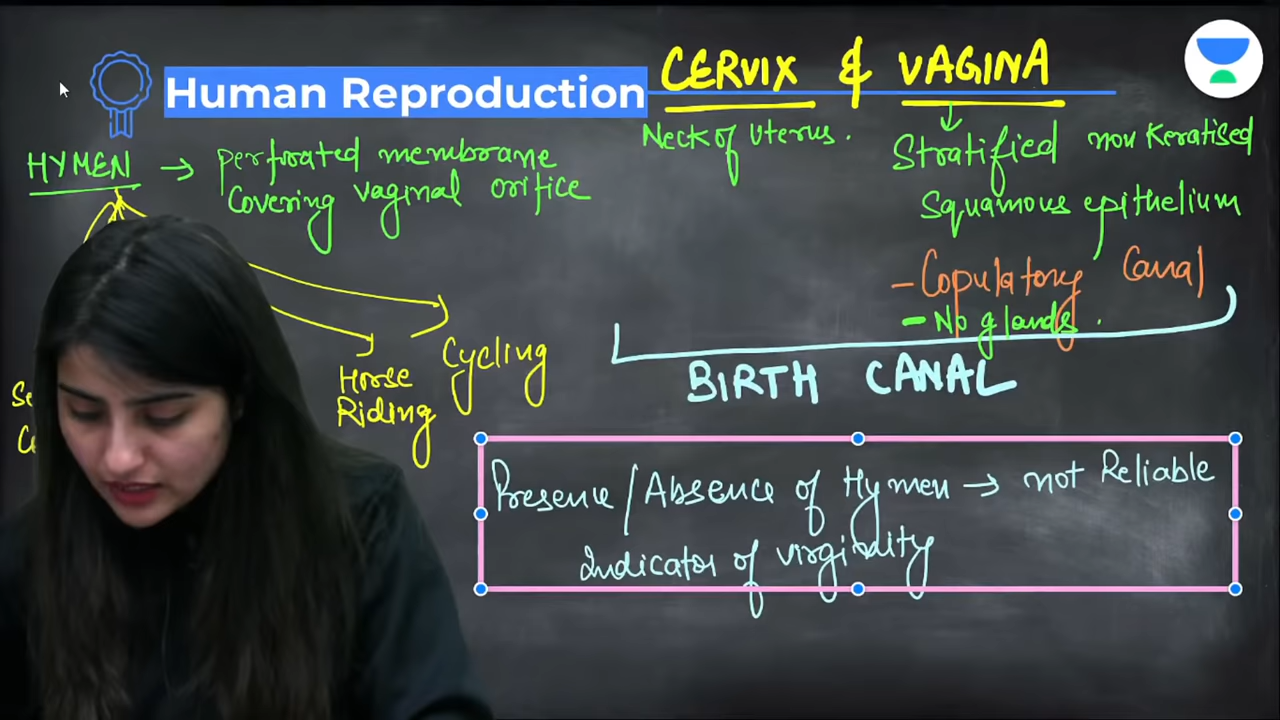 Human Reproduction
CERVIX & VAGINA
Neck of Uterus.
Stratified non Keratised
Squamous epithelium
- Copulatory Canal
- No glands.
BIRTH CANAL
HYMEN → perforated membrane
Covering vaginal orifice
Cycling
Horse
Riding
Presence/Absence of Hymen → not Reliable
Indicator of virginity